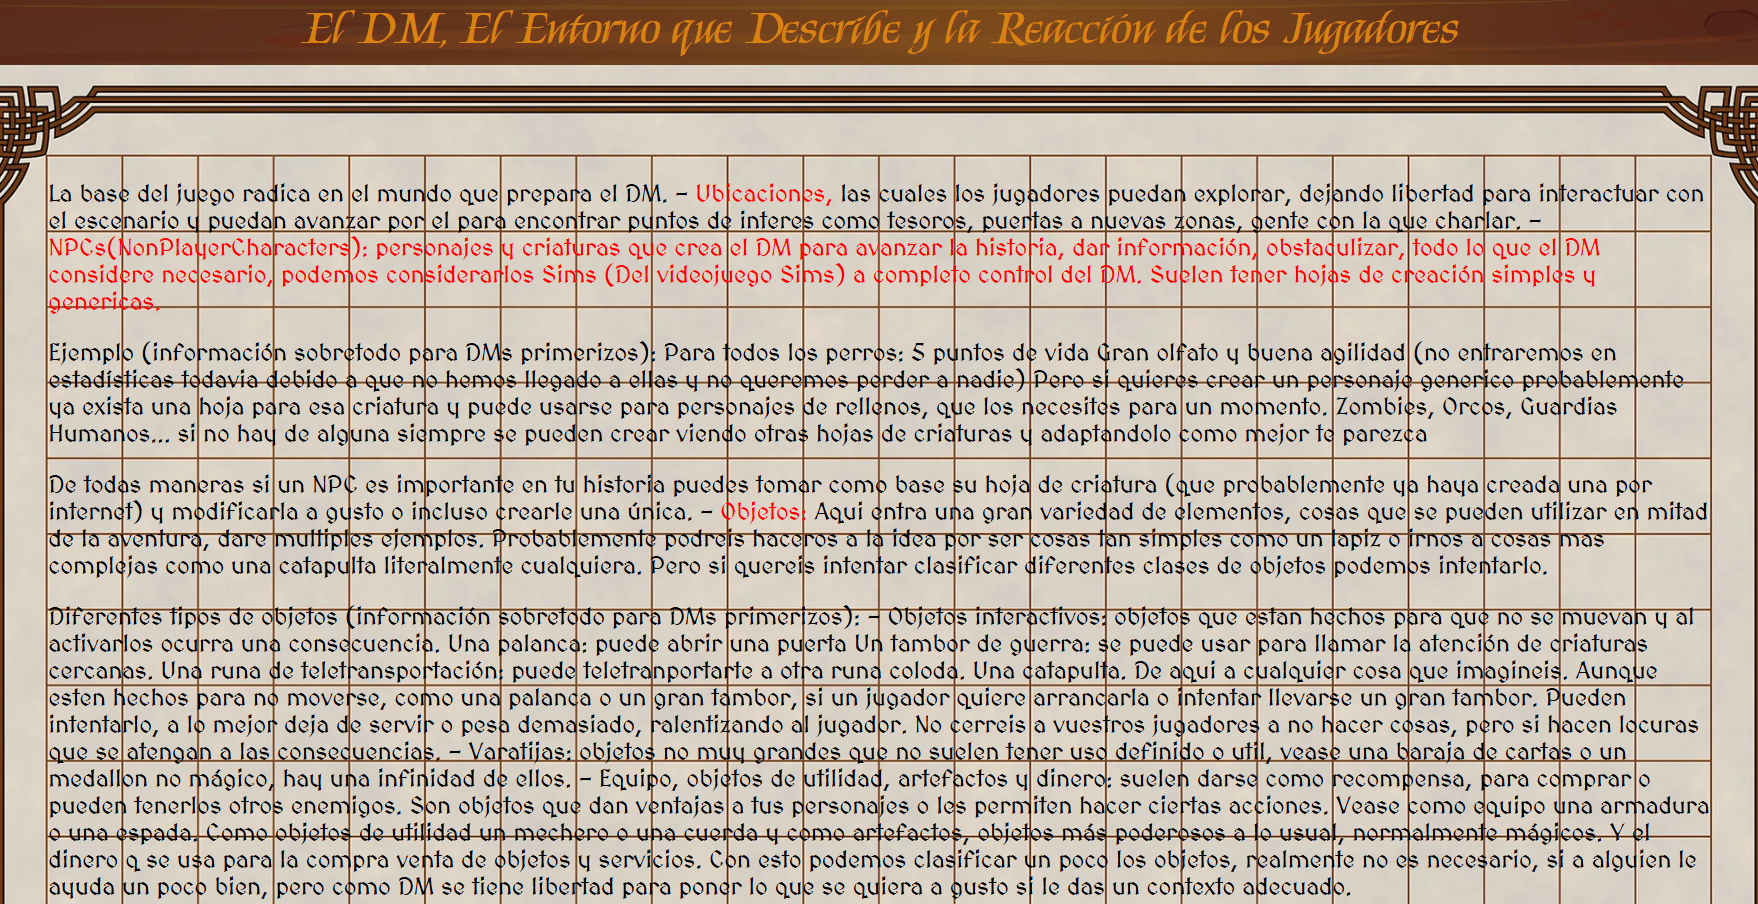 El DM, El Entorno que Describe y la Reacción de los Jugadores
La base del juego radica en el mundo que prepara el DM. – Ubicaciones, las cuales los jugadores puedan explorar, dejando libertad para interactuar con
el escenario y puedan avanzar por el para encontrar puntos de interes como tesoros, puertas a nuevas zonas, gente con la que charlar. –
NPCs(NonPlayerCharacters): personajes y criaturas que crea el DM para avanzar la historia, dar información, obstaculizar, todo lo que el DM
considere necesario, podemos considerarlos Sims (Del videojuego Sims) a completo control del DM. Suelen tener hojas de creación simples y
genericas.
Ejemplo (información sobretodo para DMs primerizos): Para todos los perros: 5 puntos de vida Gran olfato y buena agilidad (no entraremos en
estadísticas todavia debido a que no hemos llegado a ellas y no queremos perder a nadie) Pero si quieres crear un personaje generico probablemente
ya exista una hoja para esa criatura y puede usarse para personajes de rellenos, que los necesites para un momento. Zombies, Orcos, Guardias
Humanos... si no hay de alguna siempre se pueden crear viendo otras hojas de criaturas y adaptandolo como mejor te parezca
De todas maneras si un NPC es importante en tu historia puedes tomar como base su hoja de criatura (que probablemente ya haya creada una por
internet) y modificarla a gusto o incluso crearle una única. – Objetos: Aqui entra una gran variedad de elementos, cosas que se pueden utilizar en mitad
de la aventura, dare multiples ejemplos. Probablemente podreis haceros a la idea por ser cosas tan simples como un lapiz o irnos a cosas mas
complejas como una catapulta literalmente cualquiera. Pero si quereis intentar clasificar diferentes clases de objetos podemos intentarlo.
Diferentes tipos de objetos (información sobretodo para DMs primerizos): – Objetos interactivos: objetos que estan hechos para que no se muevan y al
activarlos ocurra una consecuencia. Una palanca: puede abrir una puerta Un tambor de guerra: se puede usar para llamar la atención de criaturas
cercanas. Una runa de teletransportación: puede teletranportarte a otra runa coloda. Una catapulta. De aqui a cualquier cosa que imagineis. Aunque
esten hechos para no moverse, como una palanca o un gran tambor, si un jugador quiere arrancarla o intentar llevarse un gran tambor. Pueden
intentarlo, a lo mejor deja de servir o pesa demasiado, ralentizando al jugador. No cerreis a vuestros jugadores a no hacer cosas, pero si hacen locuras
que se atengan a las consecuencias. – Varatijas: objetos no muy grandes que no suelen tener uso definido o util, vease una baraja de cartas o un
medallon no mágico, hay una infinidad de ellos. – Equipo, objetos de utilidad, artefactos y dinero: suelen darse como recompensa, para comprar o
pueden tenerlos otros enemigos. Son objetos que dan ventajas a tus personajes o les permiten hacer ciertas acciones. Vease como equipo una armadura
o una espada. Como objetos de utilidad un mechero o una cuerda y como artefactos, objetos más poderosos a lo usual, normalmente mágicos. Y el
dinero q se usa para la compra venta de objetos y servicios. Con esto podemos clasificar un poco los objetos, realmente no es necesario, si a alguien le
ayuda un poco bien, pero como DM se tiene libertad para poner lo que se quiera a gusto si le das un contexto adecuado.